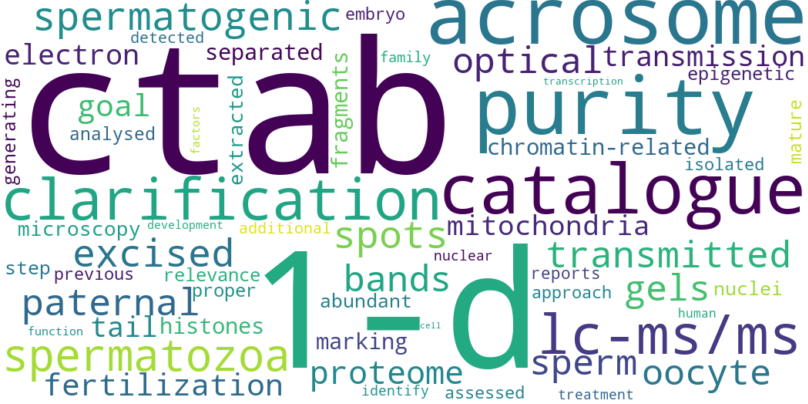 spermatogenic
embryo
acrosome
detected
electron
separated
family
optical
transmission
epigenetic
transcription
generating
goal
analysed
ctab
factors
extracted
fragments
purity
mature
chromatin-related
isolated
clarification
catalogue
microscopy
development
additional
spots
mitochondria
excised
nuclear
transmitted
step
previous
relevance
proper
1-d
bands
reports
approach
gels
nuclei
paternal
abundant
human
function
tail
histones
cell
marking
lc-ms/ms
spermatozoa
proteome
sperm
oocyte
fertilization
identify
assessed
treatment